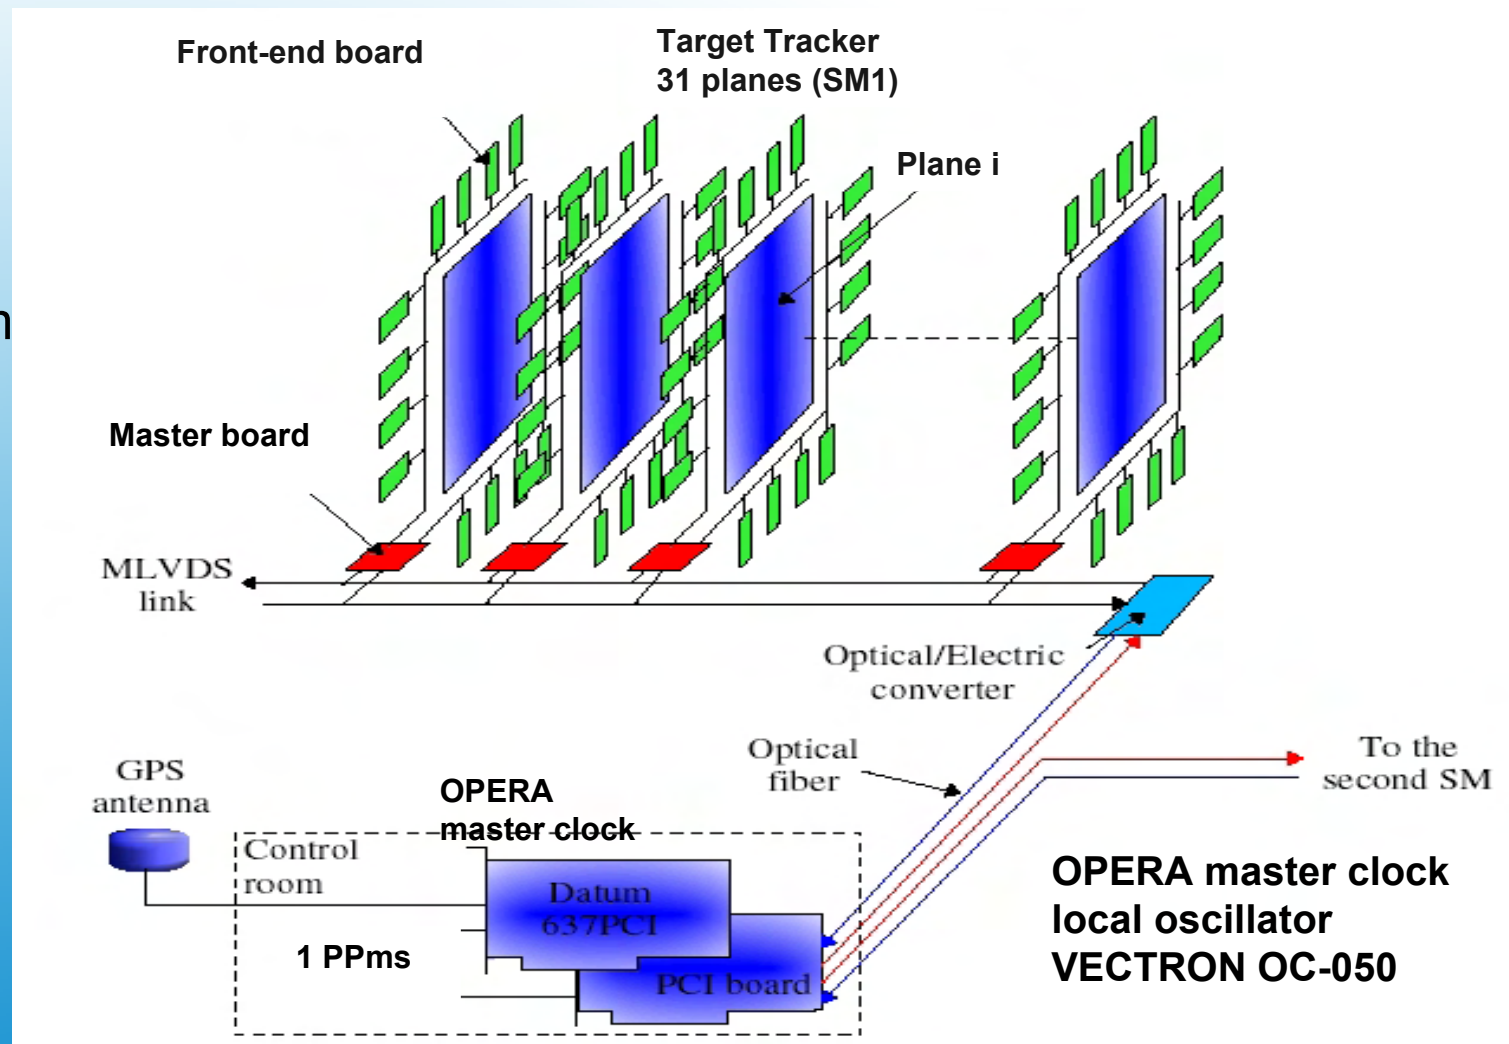 Front-end board
Target Tracker
31 planes (SM1)
Plane i
n
Master board
MLVDS
link
Optical/Electric
converter
Optical
fiber
To the
second SM
GPS
antenna
OPERA
master clock
Control
room
Datum
637PCI
1 PPms
PCI board
OPERA master clock
local oscillator
VECTRON OC-050